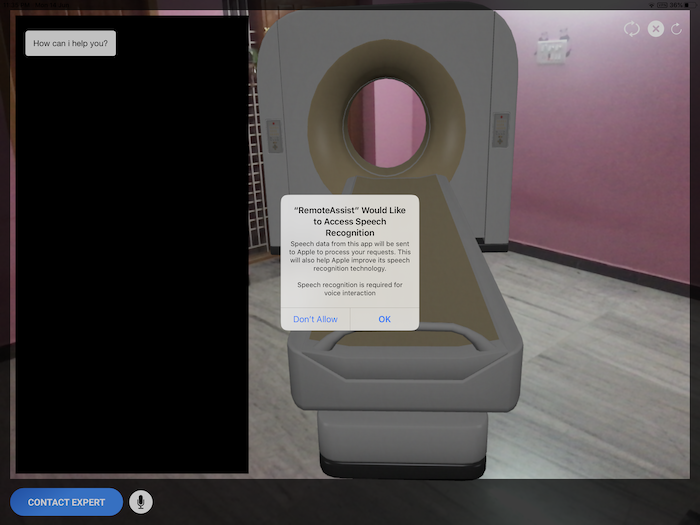 38%
How can i help you?
“RemoteAssist” Would Like
to Access Speech
Recognition
Speech data from this app will be sent
to Apple to process your requests. This
will also help Apple improve its speech
recognition technology.
Speech recognition is required for
voice interaction
Don’t Allow
OK
CONTACT EXPERT